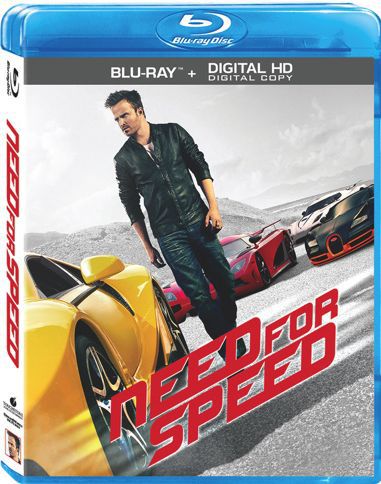 Blu-ray Disc
BLU-RAY™ + DIGITAL HD
DIGITAL COPY
NEED FOR SPEED
NEED FOR
SPEED